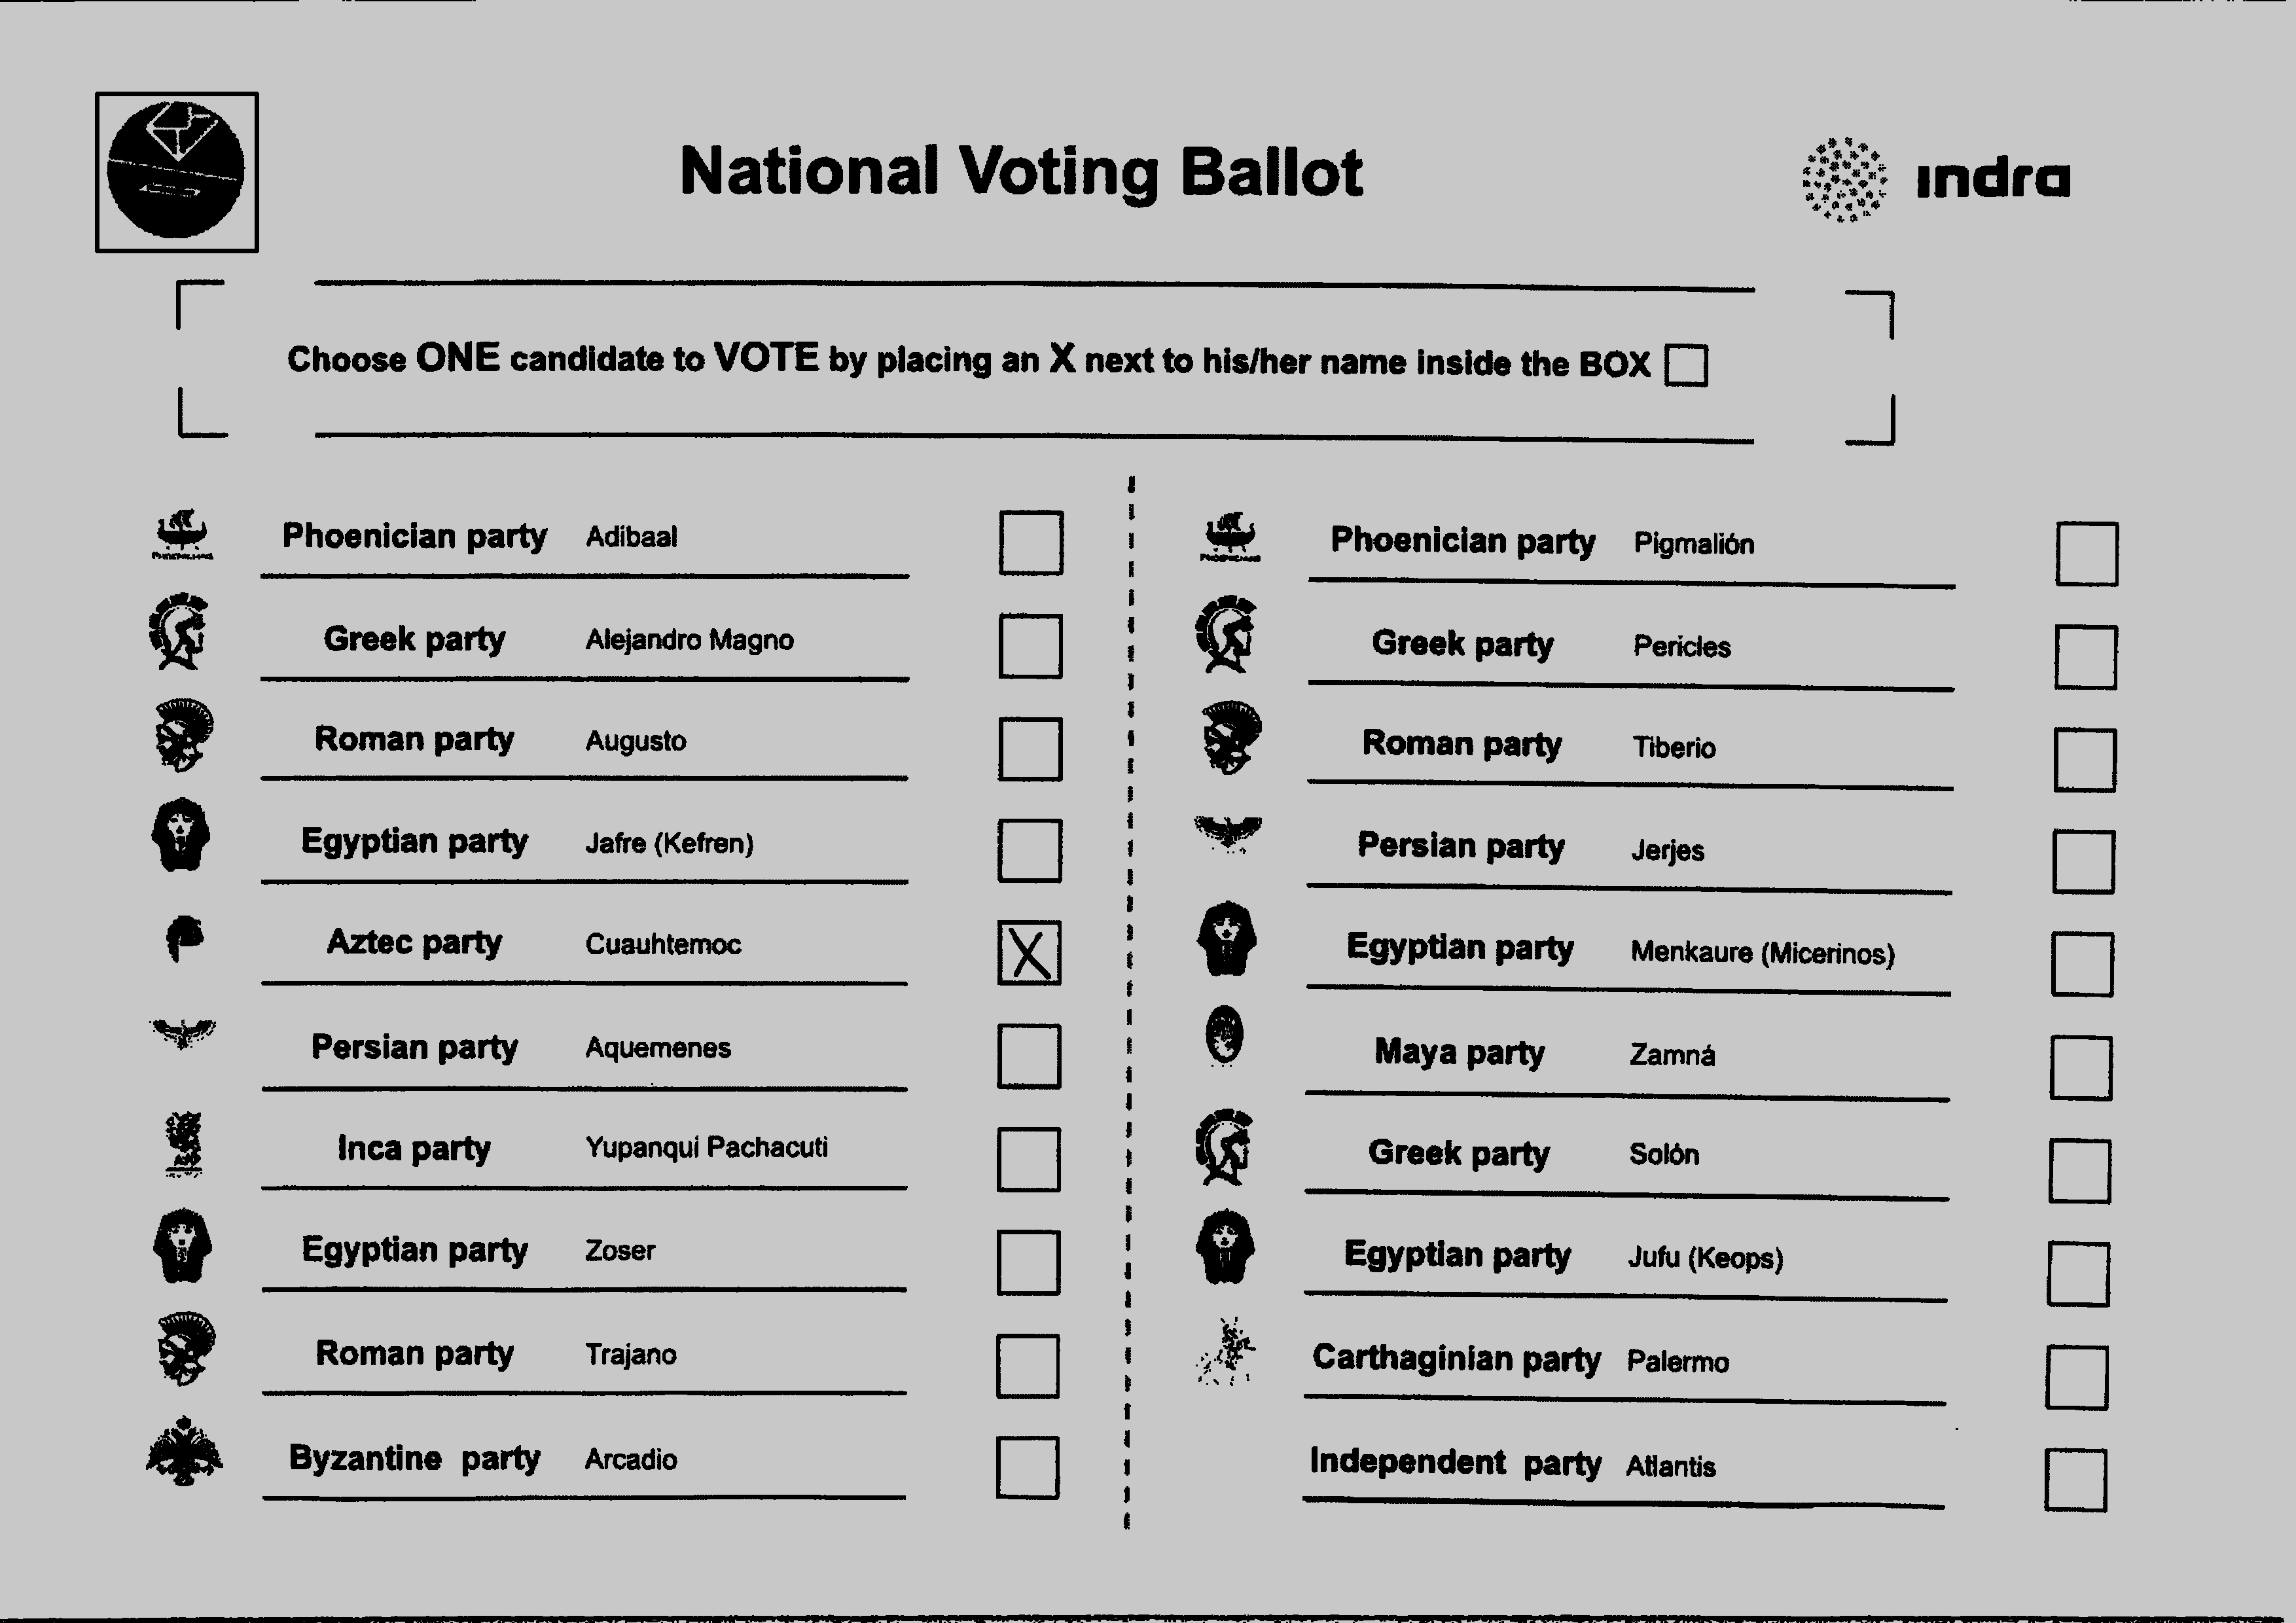 National Voting Ballot
indra
Choose ONE candidate to VOTE by placing an X next to his/her name inside the BOX
Phoenician party Adibaal
Greek party Alejandro Magno
Roman party Augusto
Egyptian party Jafre (Kefren)
Aztec party Cuauhtemoc X
Persian party Aquemenes
Inca party Yupanqui Pachacuti
Egyptian party Zoser
Roman party Trajano
Byzantine party Arcadio
Phoenician party Pigmalión
Greek party Pericles
Roman party Tiberio
Persian party Jerjes
Egyptian party Menkaure (Micerinos)
Maya party Zamná
Greek party Solón
Egyptian party Jufu (Keops)
Carthaginian party Palermo
Independent party Atlantis